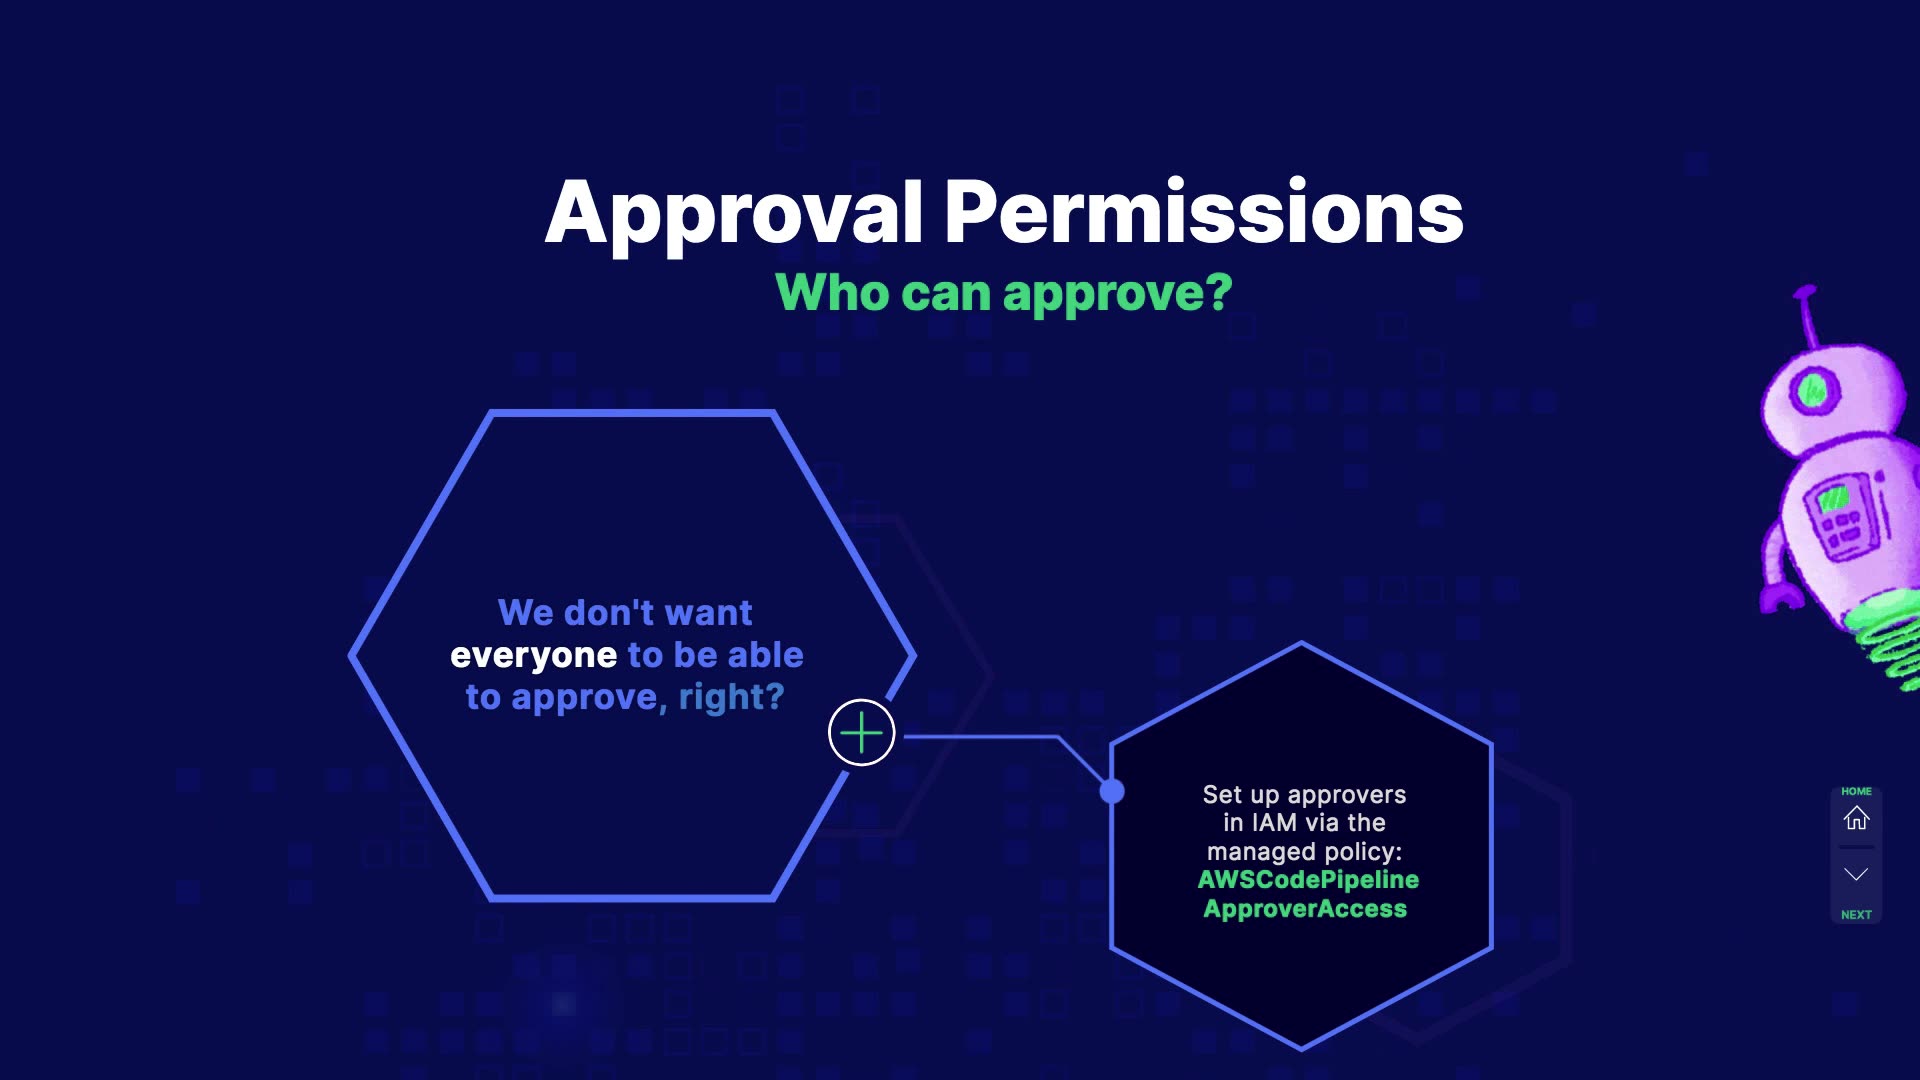 Approval Permissions
Who can approve?
We don't want
everyone to be able
to approve, right?
Set up approvers
in IAM via the
managed policy:
AWSCodePipeline
ApproverAccess
HOME
NEXT